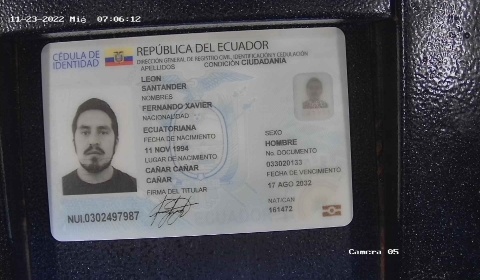 11-23-2022 Mié 07:06:12
CÉDULA DE IDENTIDAD
REPÚBLICA DEL ECUADOR
DIRECCIÓN GENERAL DE REGISTRO CIVIL, IDENTIFICACIÓN Y CEDULACIÓN
APELLIDOS
CONDICIÓN CIUDADANÍA
LEON
SANTANDER
NOMBRES
FERNANDO XAVIER
NACIONALIDAD
ECUATORIANA
FECHA DE NACIMIENTO
11 NOV 1994
LUGAR DE NACIMIENTO
CAÑAR CAÑAR
CAÑAR
FIRMA DEL TITULAR
SEXO
HOMBRE
No. DOCUMENTO
033020133
FECHA DE VENCIMIENTO
17 AGO 2032
NAT/CAN
161472
NUI.0302497987
Camera 05